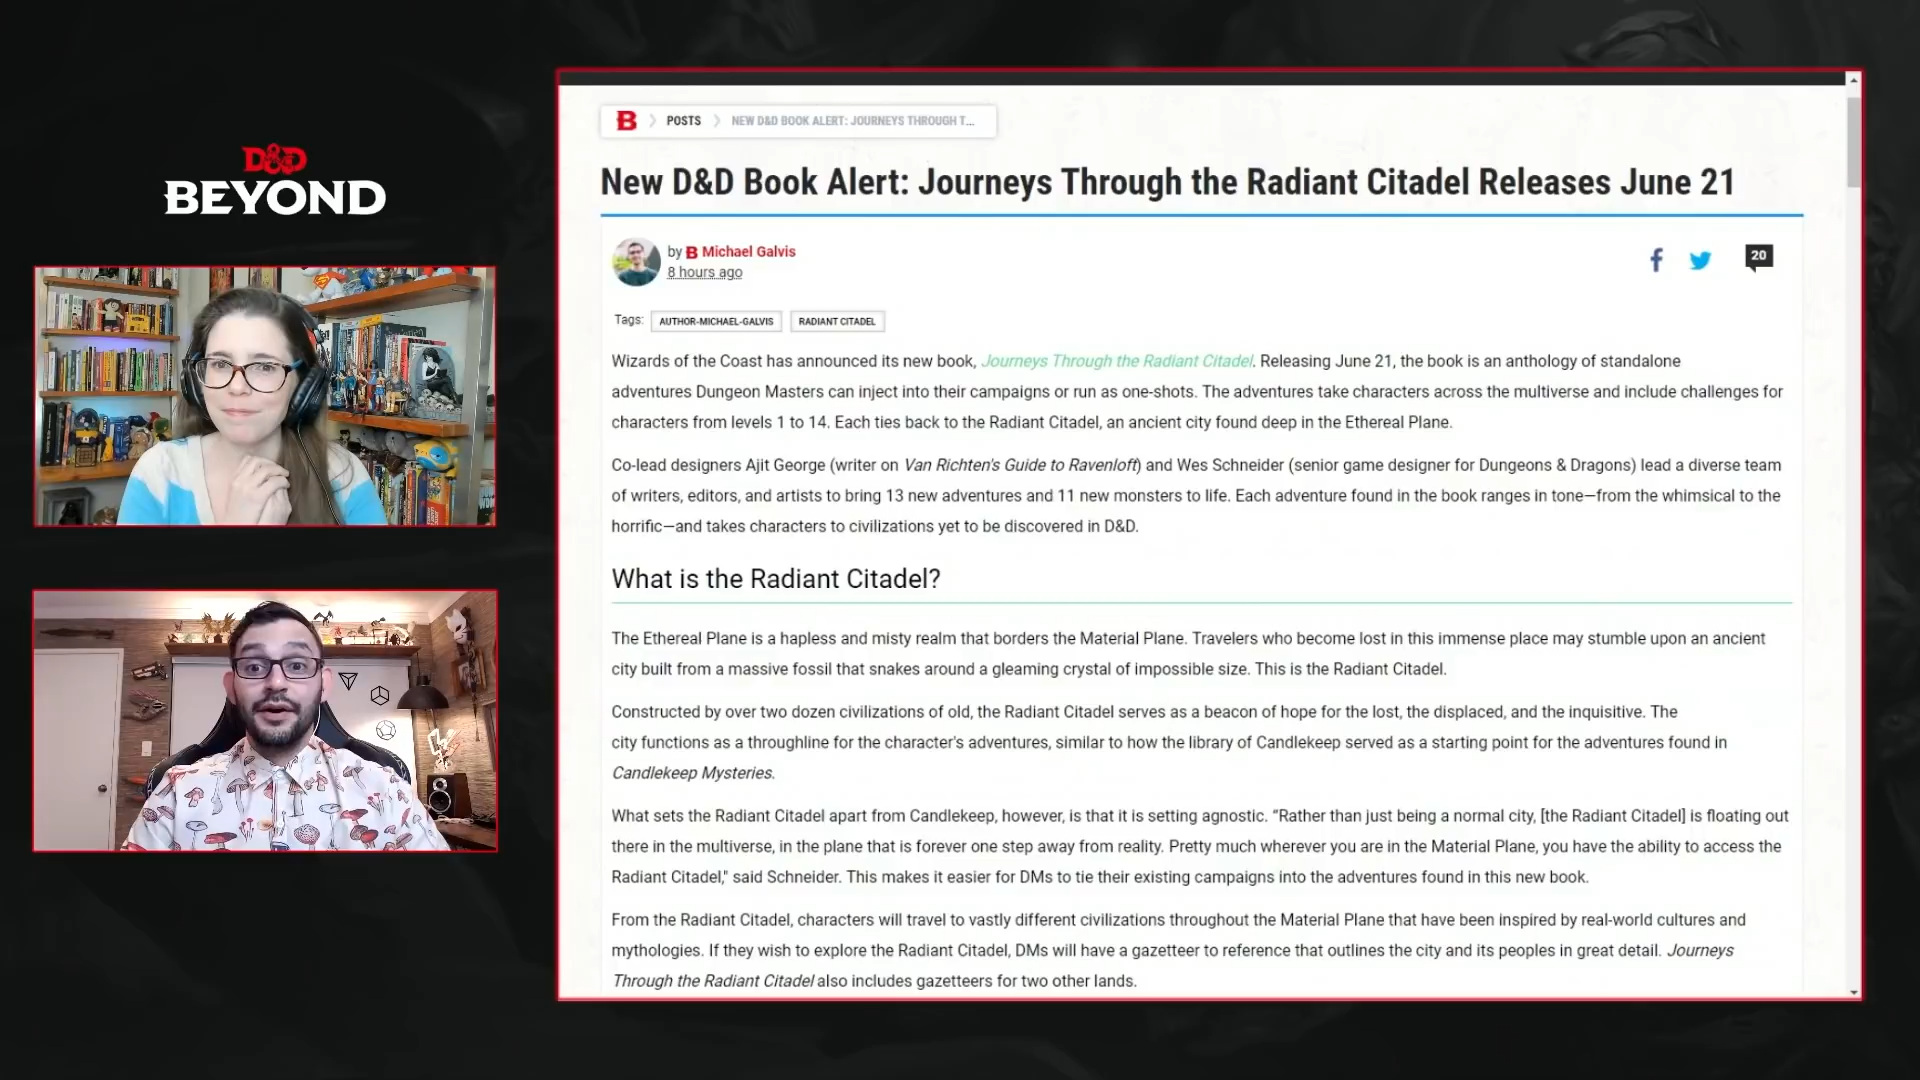 D&D
BEYOND
B
POSTS
NEW D&D BOOK ALERT: JOURNEYS THROUGH T...
New D&D Book Alert: Journeys Through the Radiant Citadel Releases June 21
by B Michael Galvis
8 hours ago
20
Tags: AUTHOR-MICHAEL-GALVIS RADIANT CITADEL
Wizards of the Coast has announced its new book, Journeys Through the Radiant Citadel. Releasing June 21, the book is an anthology of standalone
adventures Dungeon Masters can inject into their campaigns or run as one-shots. The adventures take characters across the multiverse and include challenges for
characters from levels 1 to 14. Each ties back to the Radiant Citadel, an ancient city found deep in the Ethereal Plane.
Co-lead designers Ajit George (writer on Van Richten's Guide to Ravenloft) and Wes Schneider (senior game designer for Dungeons & Dragons) lead a diverse team
of writers, editors, and artists to bring 13 new adventures and 11 new monsters to life. Each adventure found in the book ranges in tone—from the whimsical to the
horrific—and takes characters to civilizations yet to be discovered in D&D.
What is the Radiant Citadel?
The Ethereal Plane is a hapless and misty realm that borders the Material Plane. Travelers who become lost in this immense place may stumble upon an ancient
city built from a massive fossil that snakes around a gleaming crystal of impossible size. This is the Radiant Citadel.
Constructed by over two dozen civilizations of old, the Radiant Citadel serves as a beacon of hope for the lost, the displaced, and the inquisitive. The
city functions as a throughline for the character's adventures, similar to how the library of Candlekeep served as a starting point for the adventures found in
Candlekeep Mysteries.
What sets the Radiant Citadel apart from Candlekeep, however, is that it is setting agnostic. “Rather than just being a normal city, [the Radiant Citadel] is floating out
there in the multiverse, in the plane that is forever one step away from reality. Pretty much wherever you are in the Material Plane, you have the ability to access the
Radiant Citadel," said Schneider. This makes it easier for DMs to tie their existing campaigns into the adventures found in this new book.
From the Radiant Citadel, characters will travel to vastly different civilizations throughout the Material Plane that have been inspired by real-world cultures and
mythologies. If they wish to explore the Radiant Citadel, DMs will have a gazetteer to reference that outlines the city and its peoples in great detail. Journeys
Through the Radiant Citadel also includes gazetteers for two other lands.